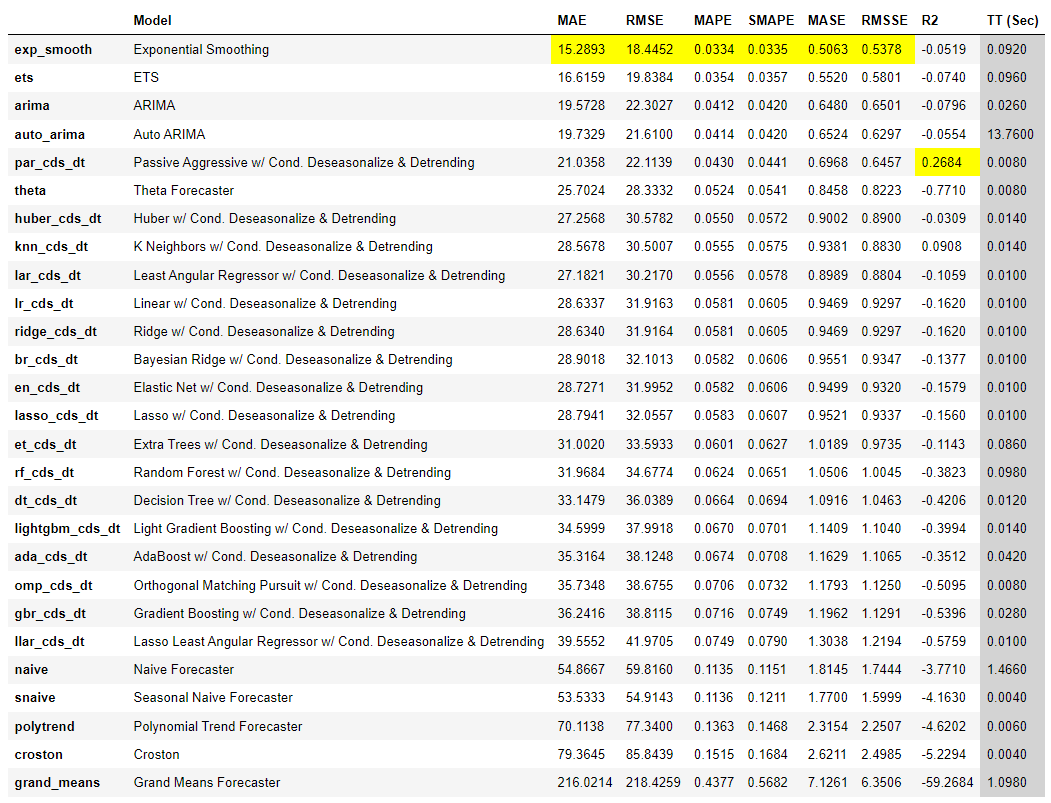 Model MAE RMSE MAPE SMAPE MASE RMSSE R2 TT (Sec)
exp_smooth Exponential Smoothing 15.2893 18.4452 0.0334 0.0335 0.5063 0.5378 -0.0519 0.0920
ets ETS 16.6159 19.8384 0.0354 0.0357 0.5520 0.5801 -0.0740 0.0960
arima ARIMA 19.5728 22.3027 0.0412 0.0420 0.6480 0.6501 -0.0796 0.0260
auto_arima Auto ARIMA 19.7329 21.6100 0.0414 0.0420 0.6524 0.6297 -0.0554 13.7600
par_cds_dt Passive Aggressive w/ Cond. Deseasonalize & Detrending 21.0358 22.1139 0.0430 0.0441 0.6968 0.6457 0.2684 0.0080
theta Theta Forecaster 25.7024 28.3332 0.0524 0.0541 0.8458 0.8223 -0.7710 0.0080
huber_cds_dt Huber w/ Cond. Deseasonalize & Detrending 27.2568 30.5782 0.0550 0.0572 0.9002 0.8900 -0.0309 0.0140
knn_cds_dt K Neighbors w/ Cond. Deseasonalize & Detrending 28.5678 30.5007 0.0555 0.0575 0.9381 0.8830 0.0908 0.0140
lar_cds_dt Least Angular Regressor w/ Cond. Deseasonalize & Detrending 27.1821 30.2170 0.0556 0.0578 0.8989 0.8804 -0.1059 0.0100
lr_cds_dt Linear w/ Cond. Deseasonalize & Detrending 28.6337 31.9163 0.0581 0.0605 0.9469 0.9297 -0.1620 0.0100
ridge_cds_dt Ridge w/ Cond. Deseasonalize & Detrending 28.6340 31.9164 0.0581 0.0605 0.9469 0.9297 -0.1620 0.0100
br_cds_dt Bayesian Ridge w/ Cond. Deseasonalize & Detrending 28.9018 32.1013 0.0582 0.0606 0.9551 0.9347 -0.1377 0.0100
en_cds_dt Elastic Net w/ Cond. Deseasonalize & Detrending 28.7271 31.9952 0.0582 0.0606 0.9499 0.9320 -0.1579 0.0100
lasso_cds_dt Lasso w/ Cond. Deseasonalize & Detrending 28.7941 32.0557 0.0583 0.0607 0.9521 0.9337 -0.1560 0.0100
et_cds_dt Extra Trees w/ Cond. Deseasonalize & Detrending 31.0020 33.5933 0.0601 0.0627 1.0189 0.9735 -0.1143 0.0860
rf_cds_dt Random Forest w/ Cond. Deseasonalize & Detrending 31.9684 34.6774 0.0624 0.0651 1.0506 1.0045 -0.3823 0.0980
dt_cds_dt Decision Tree w/ Cond. Deseasonalize & Detrending 33.1479 36.0389 0.0664 0.0694 1.0916 1.0463 -0.4206 0.0120
lightgbm_cds_dt Light Gradient Boosting w/ Cond. Deseasonalize & Detrending 34.5999 37.9918 0.0670 0.0701 1.1409 1.1040 -0.3994 0.0140
ada_cds_dt AdaBoost w/ Cond. Deseasonalize & Detrending 35.3164 38.1248 0.0674 0.0708 1.1629 1.1065 -0.3512 0.0420
omp_cds_dt Orthogonal Matching Pursuit w/ Cond. Deseasonalize & Detrending 35.7348 38.6755 0.0706 0.0732 1.1793 1.1250 -0.5095 0.0080
gbr_cds_dt Gradient Boosting w/ Cond. Deseasonalize & Detrending 36.2416 38.8115 0.0716 0.0749 1.1962 1.1291 -0.5396 0.0280
llar_cds_dt Lasso Least Angular Regressor w/ Cond. Deseasonalize & Detrending 39.5552 41.9705 0.0749 0.0790 1.3038 1.2194 -0.5759 0.0100
naive Naive Forecaster 54.8667 59.8160 0.1135 0.1151 1.8145 1.7444 -3.7710 1.4660
snaive Seasonal Naive Forecaster 53.5333 54.9143 0.1136 0.1211 1.7700 1.5999 -4.1630 0.0040
polytrend Polynomial Trend Forecaster 70.1138 77.3400 0.1363 0.1468 2.3154 2.2507 -4.6202 0.0060
croston Croston 79.3645 85.8439 0.1515 0.1684 2.6211 2.4985 -5.2294 0.0040
grand_means Grand Means Forecaster 216.0214 218.4259 0.4377 0.5682 7.1261 6.3506 -59.2684 1.0980